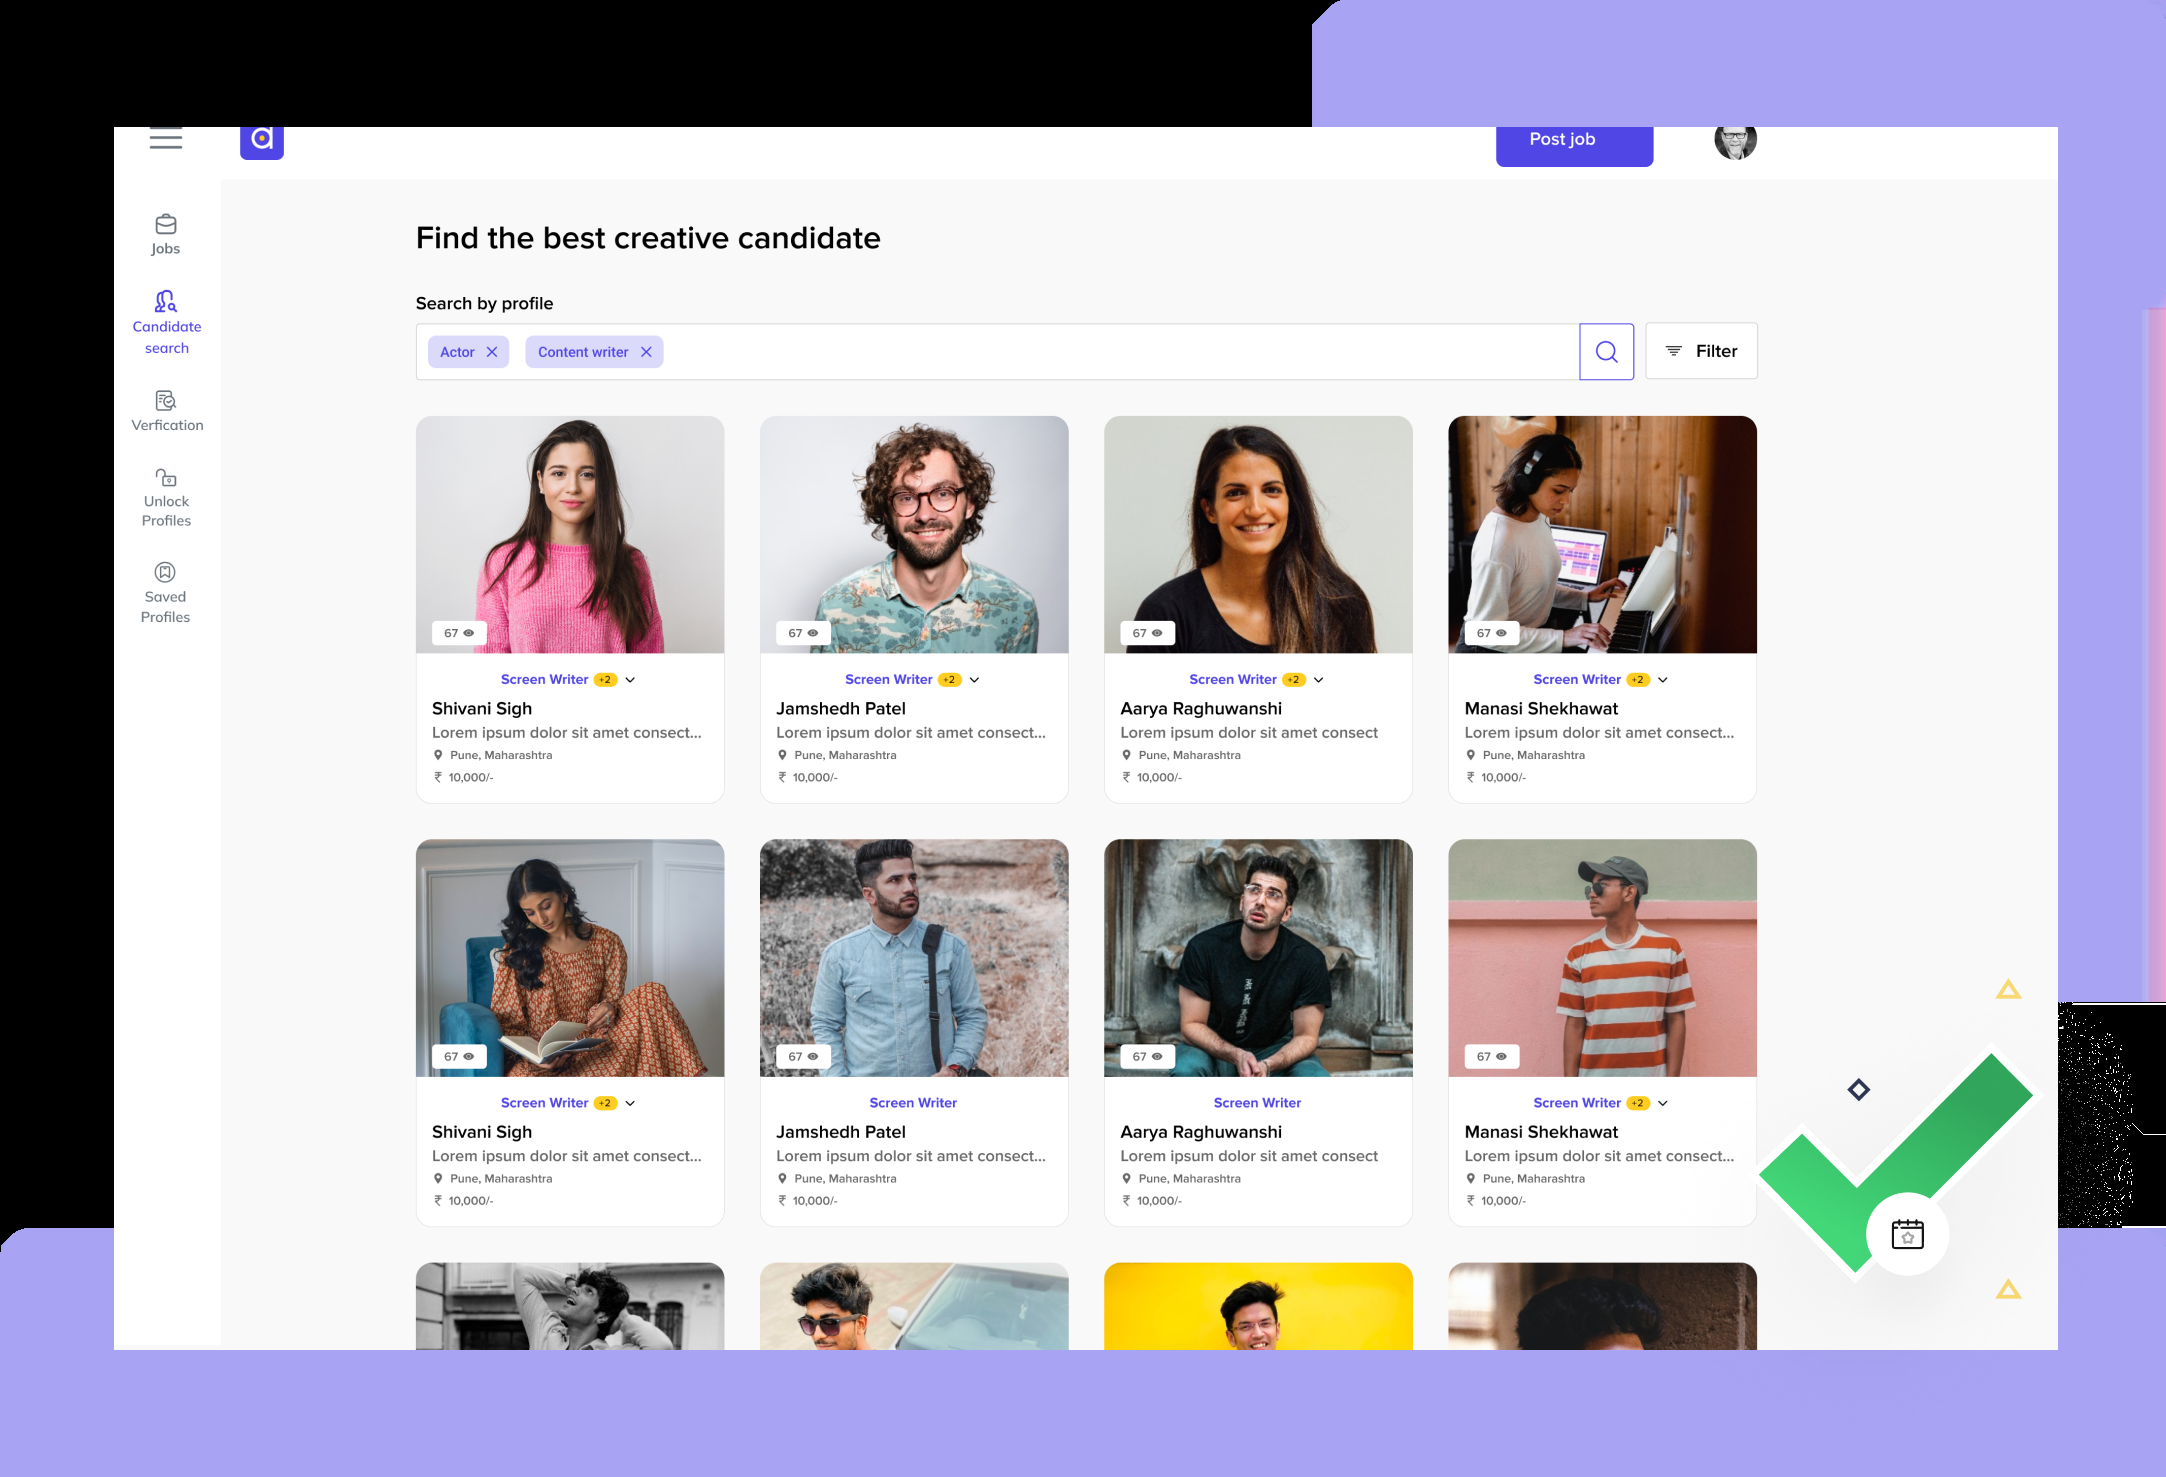 a
Post job
Jobs
Candidate
search
Verfication
Unlock
Profiles
Saved
Profiles
Find the best creative candidate
Search by profile
Actor
Content writer
Filter
67
67
67
67
Screen Writer +2
Screen Writer +2
Screen Writer +2
Screen Writer +2
Shivani Sigh
Jamshedh Patel
Aarya Raghuwanshi
Manasi Shekhawat
Lorem ipsum dolor sit amet consect...
Lorem ipsum dolor sit amet consect...
Lorem ipsum dolor sit amet consect
Lorem ipsum dolor sit amet consect...
Pune, Maharashtra
Pune, Maharashtra
Pune, Maharashtra
Pune, Maharashtra
₹ 10,000/-
₹ 10,000/-
₹ 10,000/-
₹ 10,000/-
67
67
67
67
Screen Writer +2
Screen Writer
Screen Writer
Screen Writer +2
Shivani Sigh
Jamshedh Patel
Aarya Raghuwanshi
Manasi Shekhawat
Lorem ipsum dolor sit amet consect...
Lorem ipsum dolor sit amet consect...
Lorem ipsum dolor sit amet consect
Lorem ipsum dolor sit amet consect...
Pune, Maharashtra
Pune, Maharashtra
Pune, Maharashtra
Pune, Maharashtra
₹ 10,000/-
₹ 10,000/-
₹ 10,000/-
₹ 10,000/-